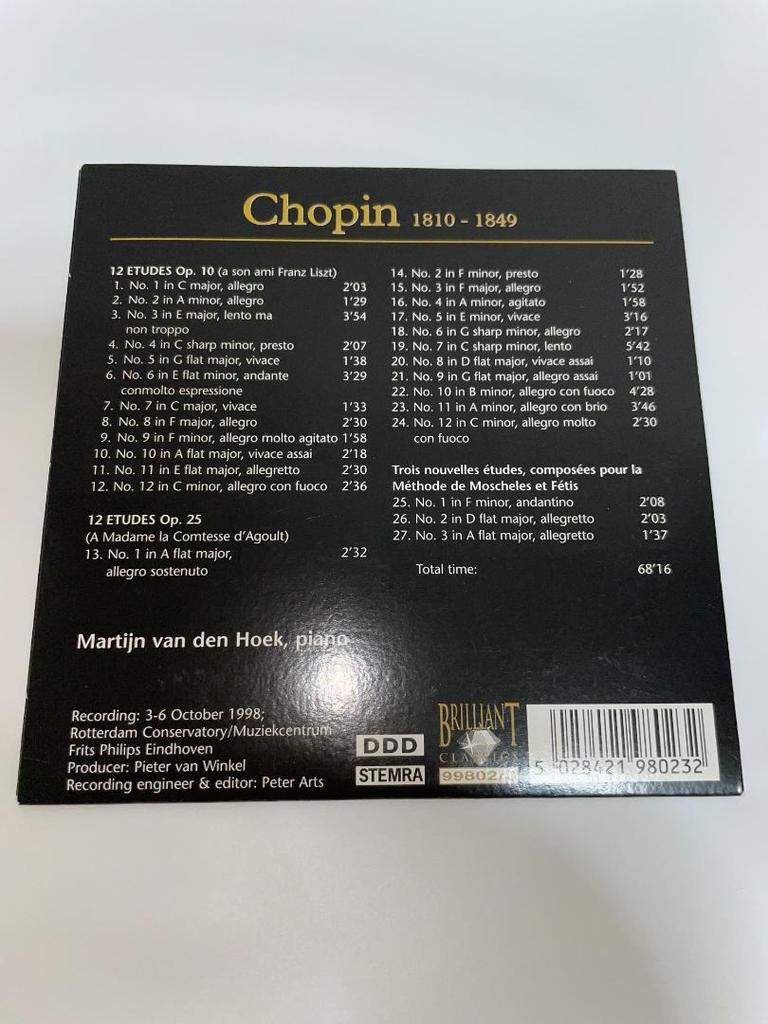 Chopin 1810 - 1849
12 ETUDES Op. 10 (a son ami Franz Liszt)
1. No. 1 in C major, allegro 2'03
2. No. 2 in A minor, allegro 1'29
3. No. 3 in E major, lento ma 3'54
non troppo
4. No. 4 in C sharp minor, presto 2'07
5. No. 5 in G flat major, vivace 1'38
6. No. 6 in E flat minor, andante 3'29
conmolto espressione
7. No. 7 in C major, vivace 1'33
8. No. 8 in F major, allegro 2'30
9. No. 9 in F minor, allegro molto agitato 1'58
10. No. 10 in A flat major, vivace assai 2'18
11. No. 11 in E flat major, allegretto 2'30
12. No. 12 in C minor, allegro con fuoco 2'36
12 ETUDES Op. 25
(A Madame la Comtesse d'Agoult)
13. No. 1 in A flat major, 2'32
allegro sostenuto
14. No. 2 in F minor, presto 1'28
15. No. 3 in F major, allegro 1'52
16. No. 4 in A minor, agitato 1'58
17. No. 5 in E minor, vivace 3'16
18. No. 6 in G sharp minor, allegro 2'17
19. No. 7 in C sharp minor, lento 5'42
20. No. 8 in D flat major, vivace assai 1'10
21. No. 9 in G flat major, allegro assai 1'01
22. No. 10 in B minor, allegro con fuoco 4'28
23. No. 11 in A minor, allegro con brio 3'46
24. No. 12 in C minor, allegro molto 2'30
con fuoco
Trois nouvelles études, composées pour la
Méthode de Moscheles et Fétis
25. No. 1 in F minor, andantino 2'08
26. No. 2 in D flat major, allegretto 2'03
27. No. 3 in A flat major, allegretto 1'37
Total time: 68'16
Martijn van den Hoek, piano
Recording: 3-6 October 1998;
Rotterdam Conservatory/Muziekcentrum
Frits Philips Eindhoven
Producer: Pieter van Winkel
Recording engineer & editor: Peter Arts
DDD
STEMRA
BRILLIANT
CLASSICS
5 028421 980232